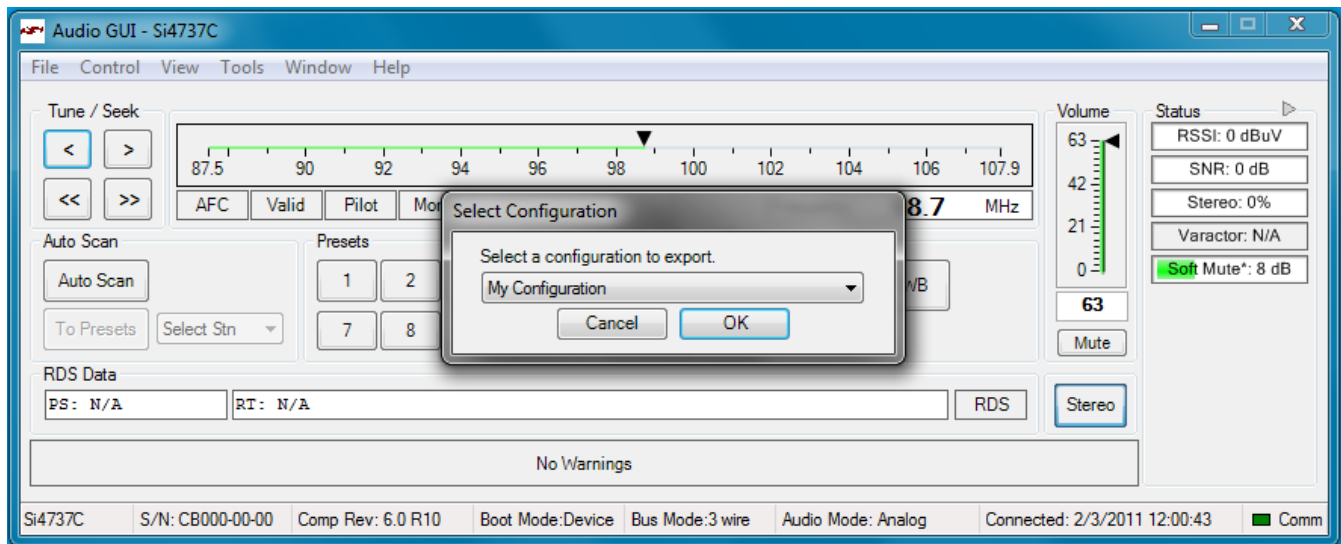 Audio GUI - Si4737C
File Control View Tools Window Help
Tune / Seek
< >
<< >>
87.5 90 92 94 96 98 100 102 104 106 107.9
AFC Valid Pilot 8.7 MHz
Volume
63
42
21
0
63
Mute
Status
RSSI: 0 dBuV
SNR: 0 dB
Stereo: 0%
Varactor: N/A
Soft Mute*: 8 dB
Auto Scan
Auto Scan
To Presets Select Stn
Presets
1 2
7 8
WB
Select Configuration
Select a configuration to export.
My Configuration
Cancel OK
RDS Data
PS: N/A RT: N/A RDS
Stereo
No Warnings
Si4737C S/N: CB000-00-00 Comp Rev: 6.0 R10 Boot Mode:Device Bus Mode:3 wire Audio Mode: Analog Connected: 2/3/2011 12:00:43 Comm